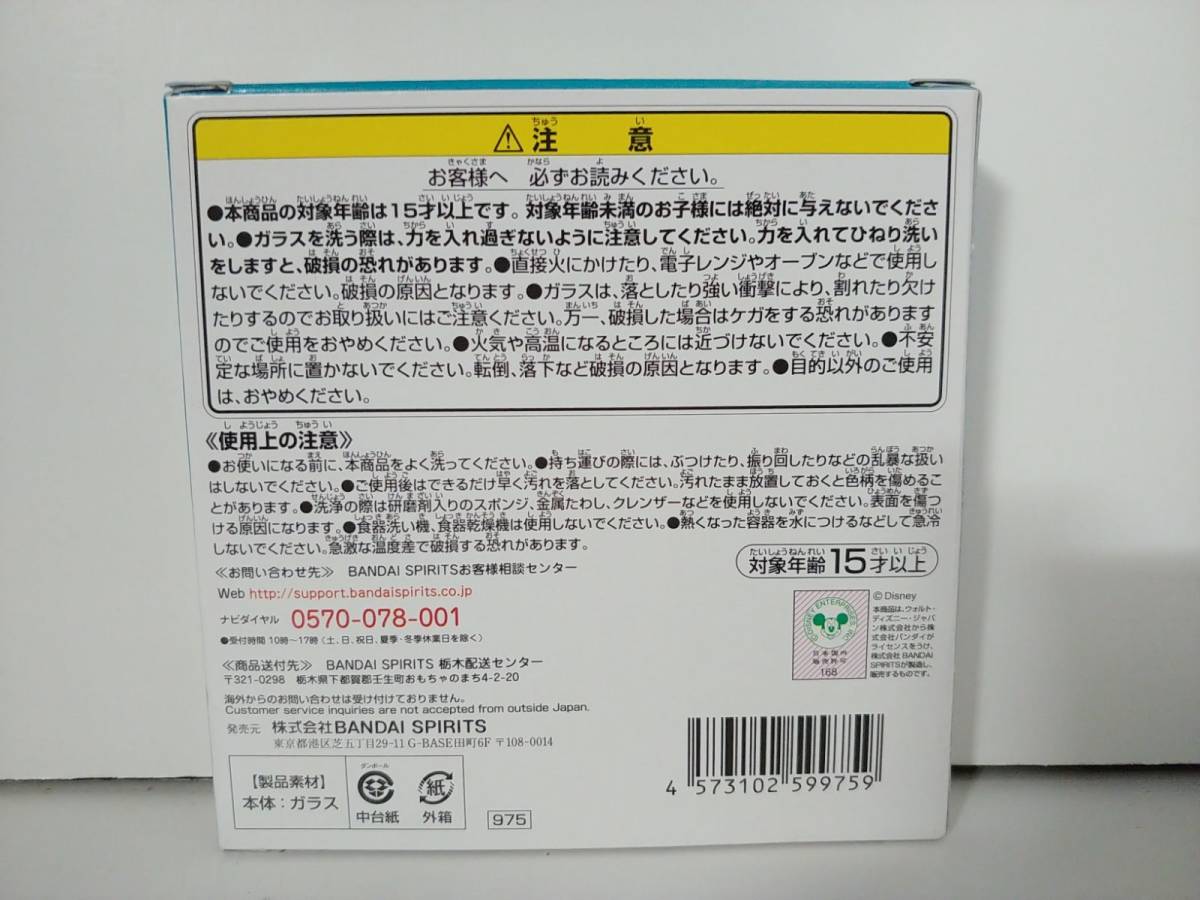 ⚠注意
お客様へ 必ずお読みください。
●本商品の対象年齢は15才以上です。対象年齢未満のお子様には絶対に与えないでくださ
い。●ガラスを洗う際は、力を入れ過ぎないように注意してください。力を入れてひねり洗い
をしますと、破損の恐れがあります。●直接火にかけたり、電子レンジやオーブンなどで使用し
ないでください。破損の原因となります。●ガラスは、落としたり強い衝撃により、割れたり欠け
たりするのでお取り扱いにはご注意ください。万一、破損した場合はケガをする恐れがあります
のでご使用をおやめください。●火気や高温になるところには近づけないでください。●不安
定な場所に置かないでください。転倒、落下など破損の原因となります。●目的以外のご使用
は、おやめください。
《使用上の注意》
●お使いになる前に、本商品をよく洗ってください。●持ち運びの際には、ぶつけたり、振り回したりなどの乱暴な扱い
はしないでください。●ご使用後はできるだけ早く汚れを落としてください。汚れたまま放置しておくと色柄を傷めるこ
とがあります。●洗浄の際は研磨剤入りのスポンジ、金属たわし、クレンザーなどを使用しないでください。表面を傷つ
ける原因になります。●食器洗い機、食器乾燥機は使用しないでください。●熱くなった容器を水につけるなどして急冷
しないでください。急激な温度差で破損する恐れがあります。
対象年齢 15才以上
≪お問い合わせ先≫ BANDAI SPIRITSお客様相談センター
Web http://support.bandaispirits.co.jp
ナビダイヤル 0570-078-001
●受付時間 10時～17時(土、日、祝日、夏季・冬季休業日を除く)
≪商品送付先≫ BANDAI SPIRITS 栃木配送センター
〒321-0298 栃木県下都賀郡壬生町おもちゃのまち4-2-20
海外からのお問い合わせは受け付けておりません。
Customer service inquiries are not accepted from outside Japan.
発売元 株式会社BANDAI SPIRITS
東京都港区芝五丁目29-11 G-BASE田町6F 〒108-0014
©DISNEY ENTERPRISES INC.
日本国内
販売許可
168
©Disney
本商品は、ウォルト・
ディズニー・ジャパ
ン株式会社から株
式会社バンダイが
ライセンスをうけ、
株式会社BANDAI
SPIRITSが製造し、
販売するものです。
【製品素材】
本体：ガラス
ダンボール
中台紙
紙
外箱
975
4 573102 599759